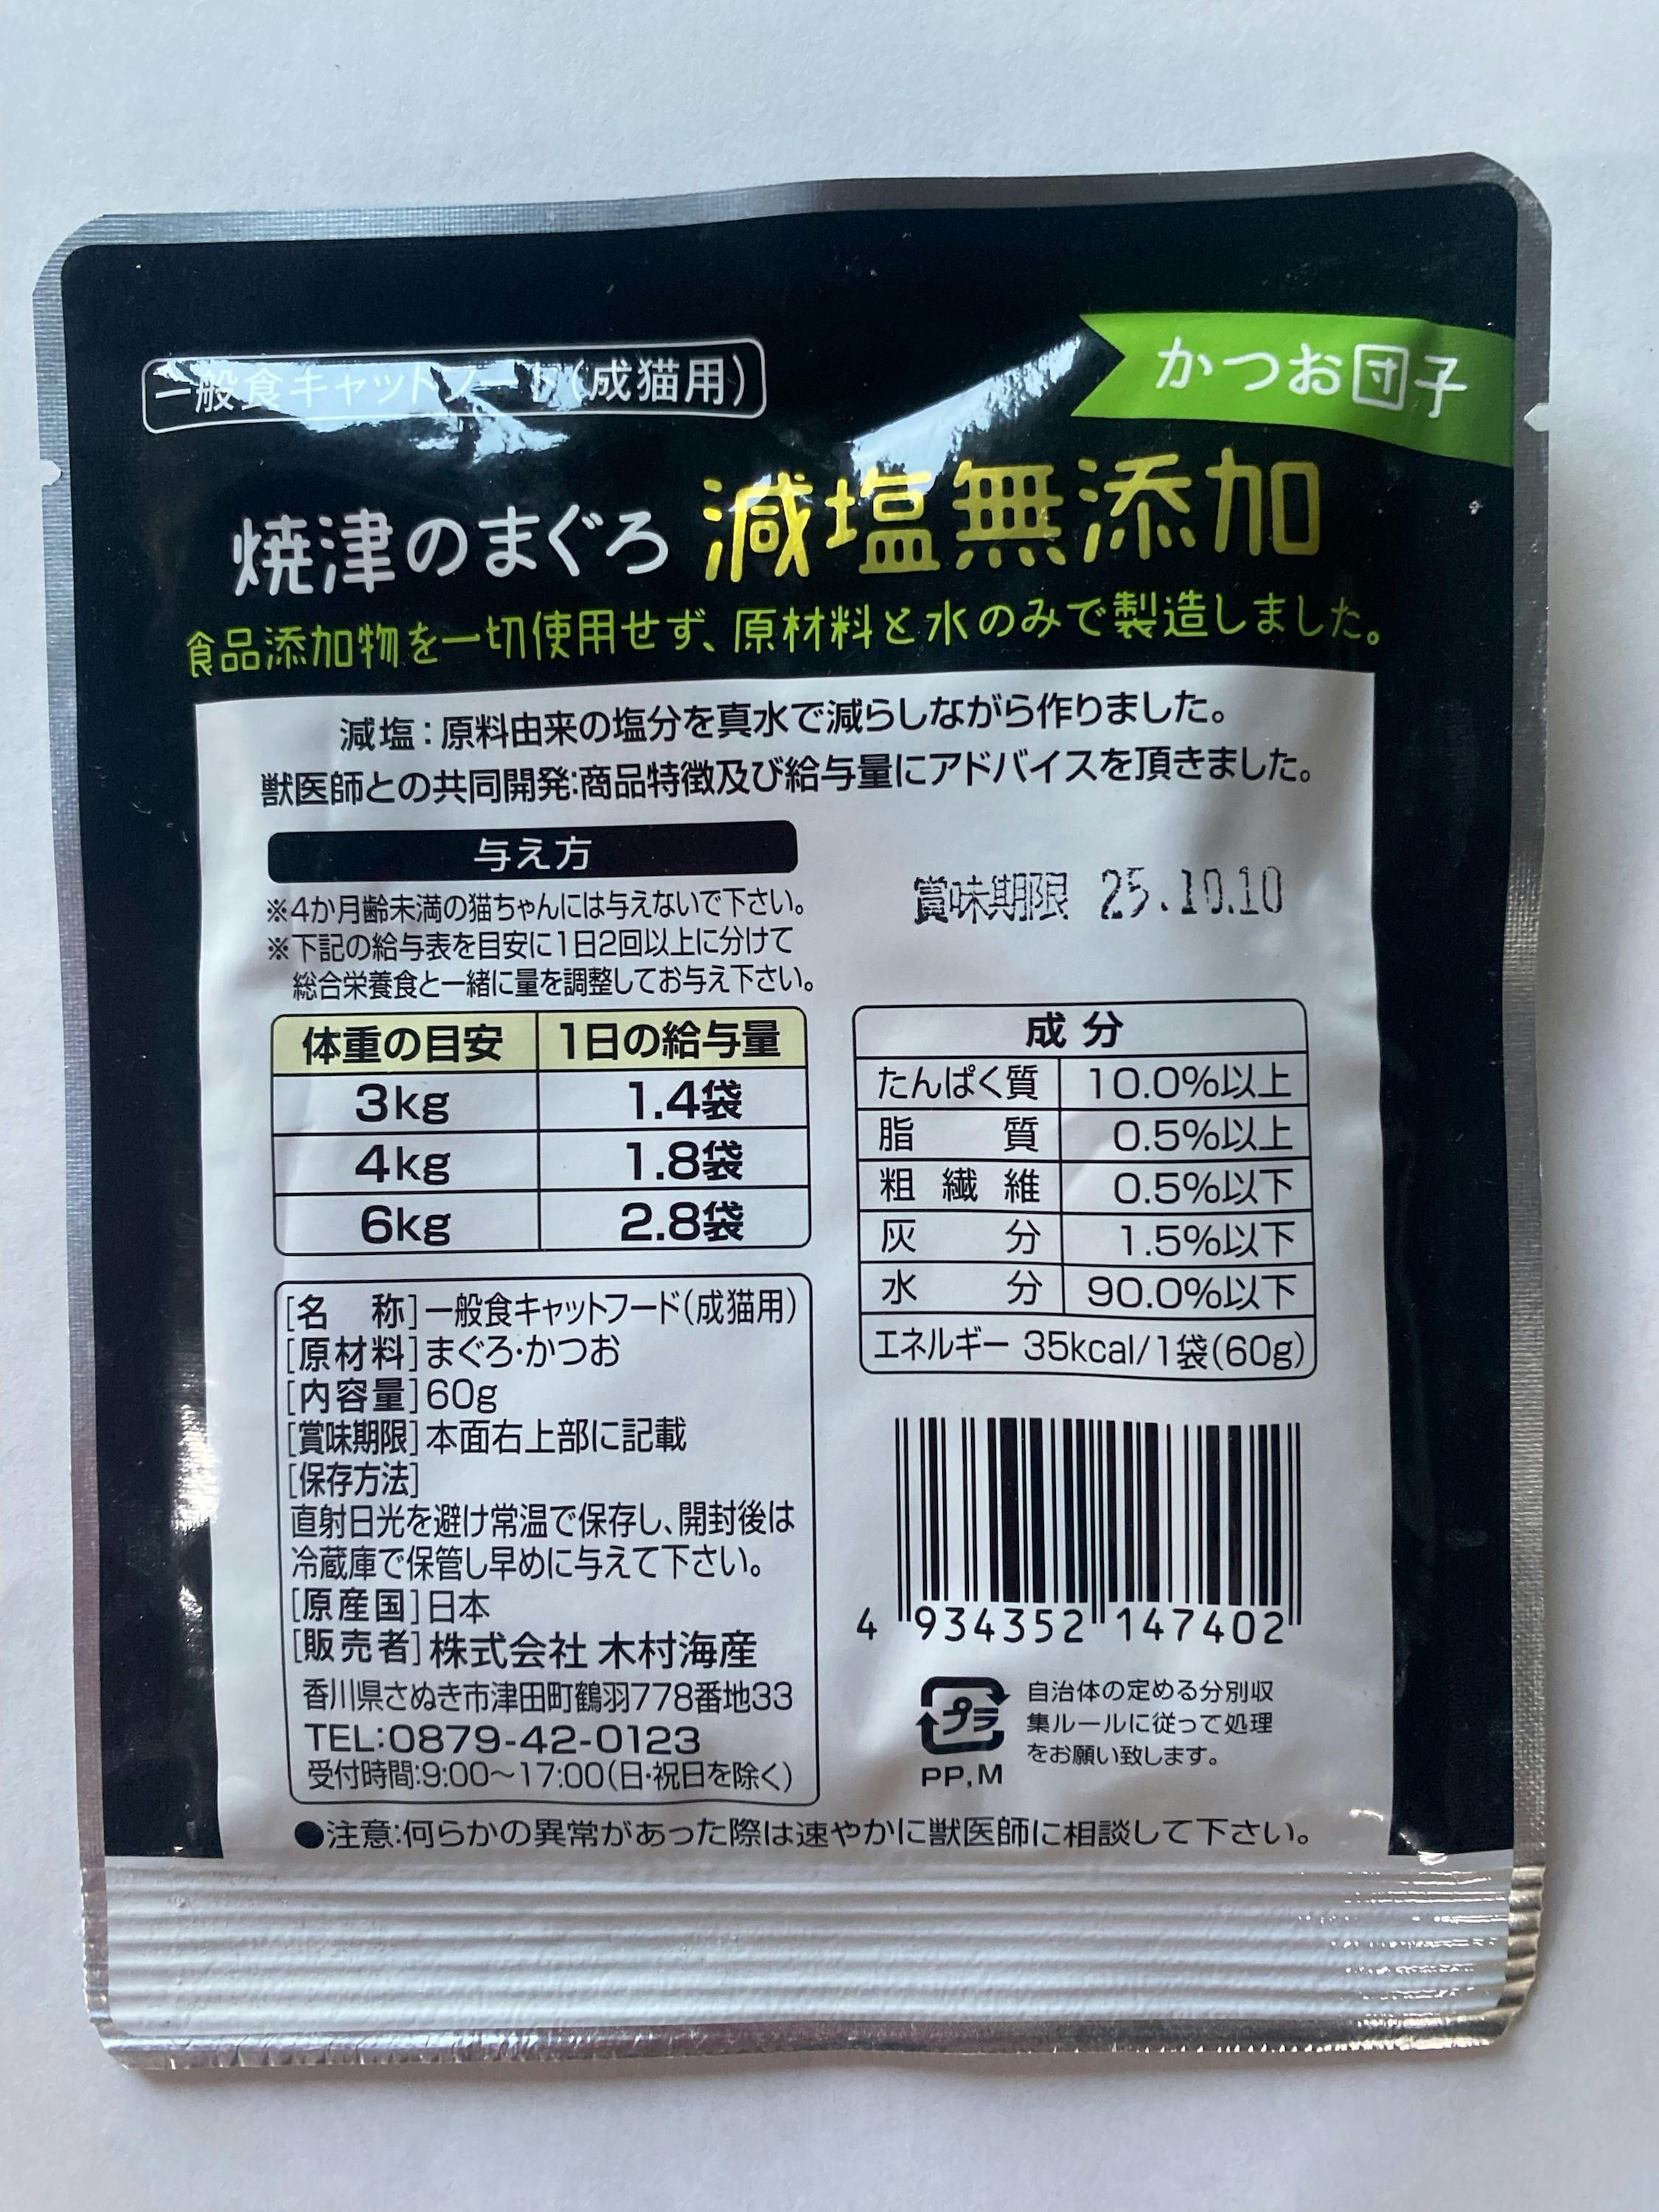 一般食キャットフード(成猫用)
かつお団子
焼津のまぐろ 減塩無添加
食品添加物を一切使用せず、原材料と水のみで製造しました。
減塩:原料由来の塩分を真水で減らしながら作りました。
獣医師との共同開発:商品特徴及び給与量にアドバイスを頂きました。
与え方
※4か月齢未満の猫ちゃんには与えないで下さい。
※下記の給与表を目安に1日2回以上に分けて
総合栄養食と一緒に量を調整してお与え下さい。
賞味期限 25.10.10
体重の目安 1日の給与量
3kg 1.4袋
4kg 1.8袋
6kg 2.8袋
成分
たんぱく質 10.0%以上
脂質 0.5%以上
粗繊維 0.5%以下
灰分 1.5%以下
水分 90.0%以下
エネルギー 35kcal/1袋(60g)
[名称]一般食キャットフード(成猫用)
[原材料]まぐろ・かつお
[内容量]60g
[賞味期限]本面右上部に記載
[保存方法]
直射日光を避け常温で保存し、開封後は
冷蔵庫で保管し早めに与えて下さい。
[原産国]日本
[販売者]株式会社 木村海産
香川県さぬき市津田町鶴羽778番地33
TEL:0879-42-0123
受付時間:9:00〜17:00(日・祝日を除く)
4 934352 147402
プラ
PP,M
自治体の定める分別収
集ルールに従って処理
をお願い致します。
●注意:何らかの異常があった際は速やかに獣医師に相談して下さい。